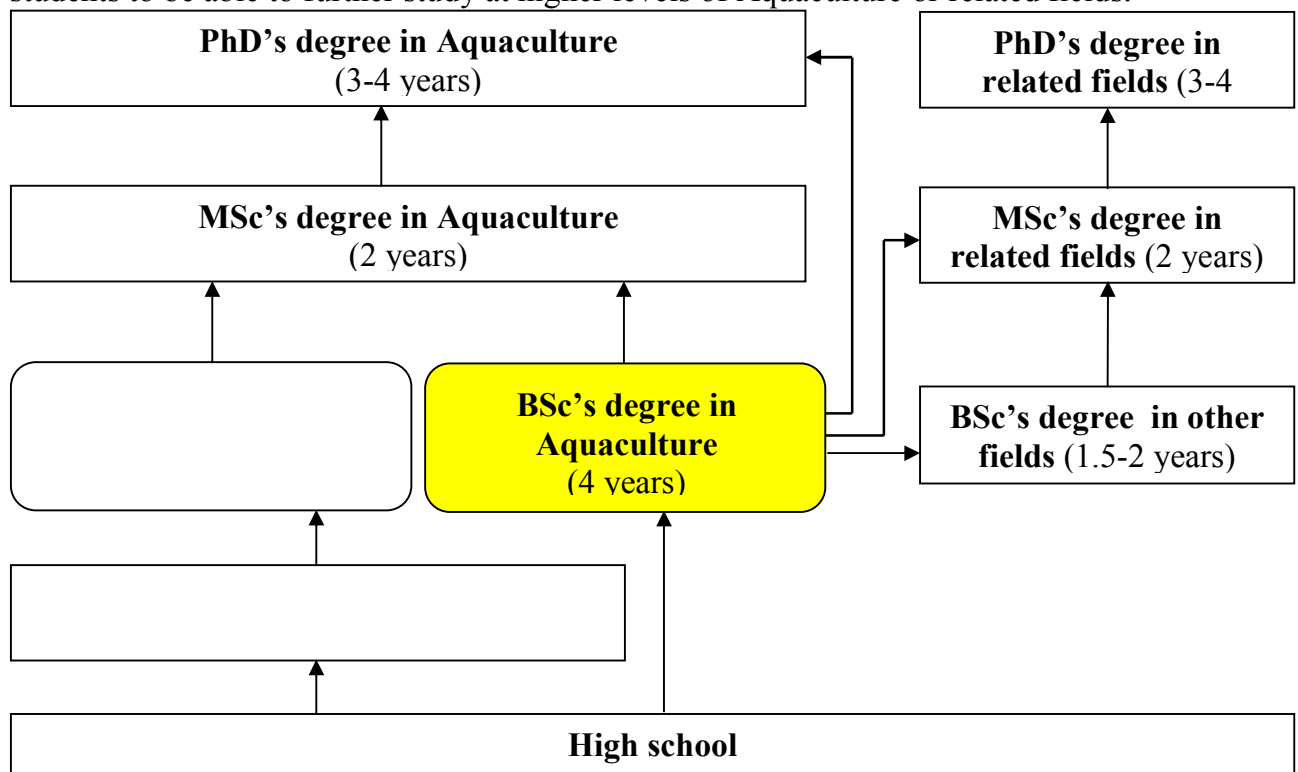 students to be able to further study at higher levels of Aquaculture or related fields.
PhD’s degree in Aquaculture
(3-4 years)
PhD’s degree in
related fields (3-4
MSc’s degree in Aquaculture
(2 years)
MSc’s degree in
related fields (2 years)
BSc’s degree in
Aquaculture
(4 years)
BSc’s degree in other
fields (1.5-2 years)
High school